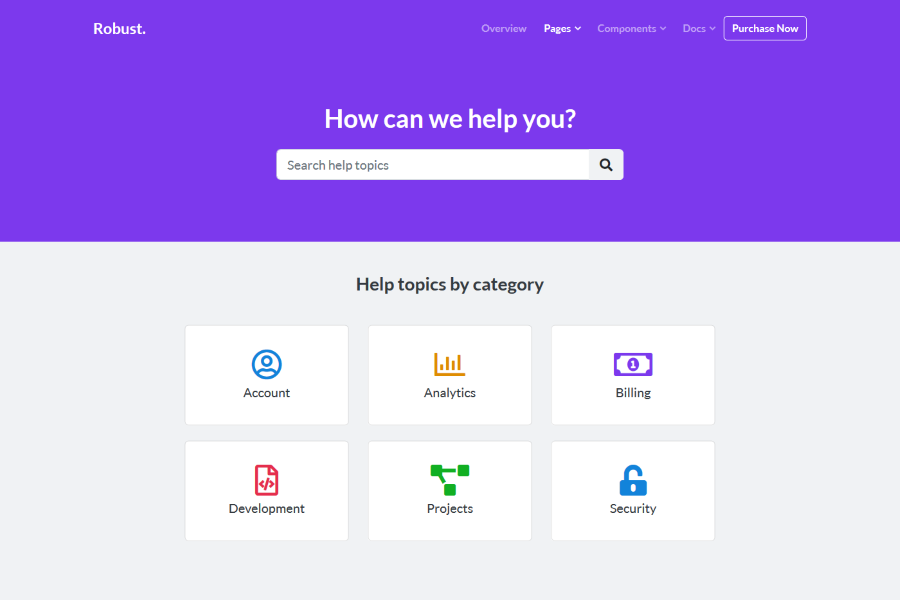 Robust.
Overview Pages Components Docs Purchase Now
How can we help you?
Search help topics
Help topics by category
Account Analytics Billing
Development Projects Security